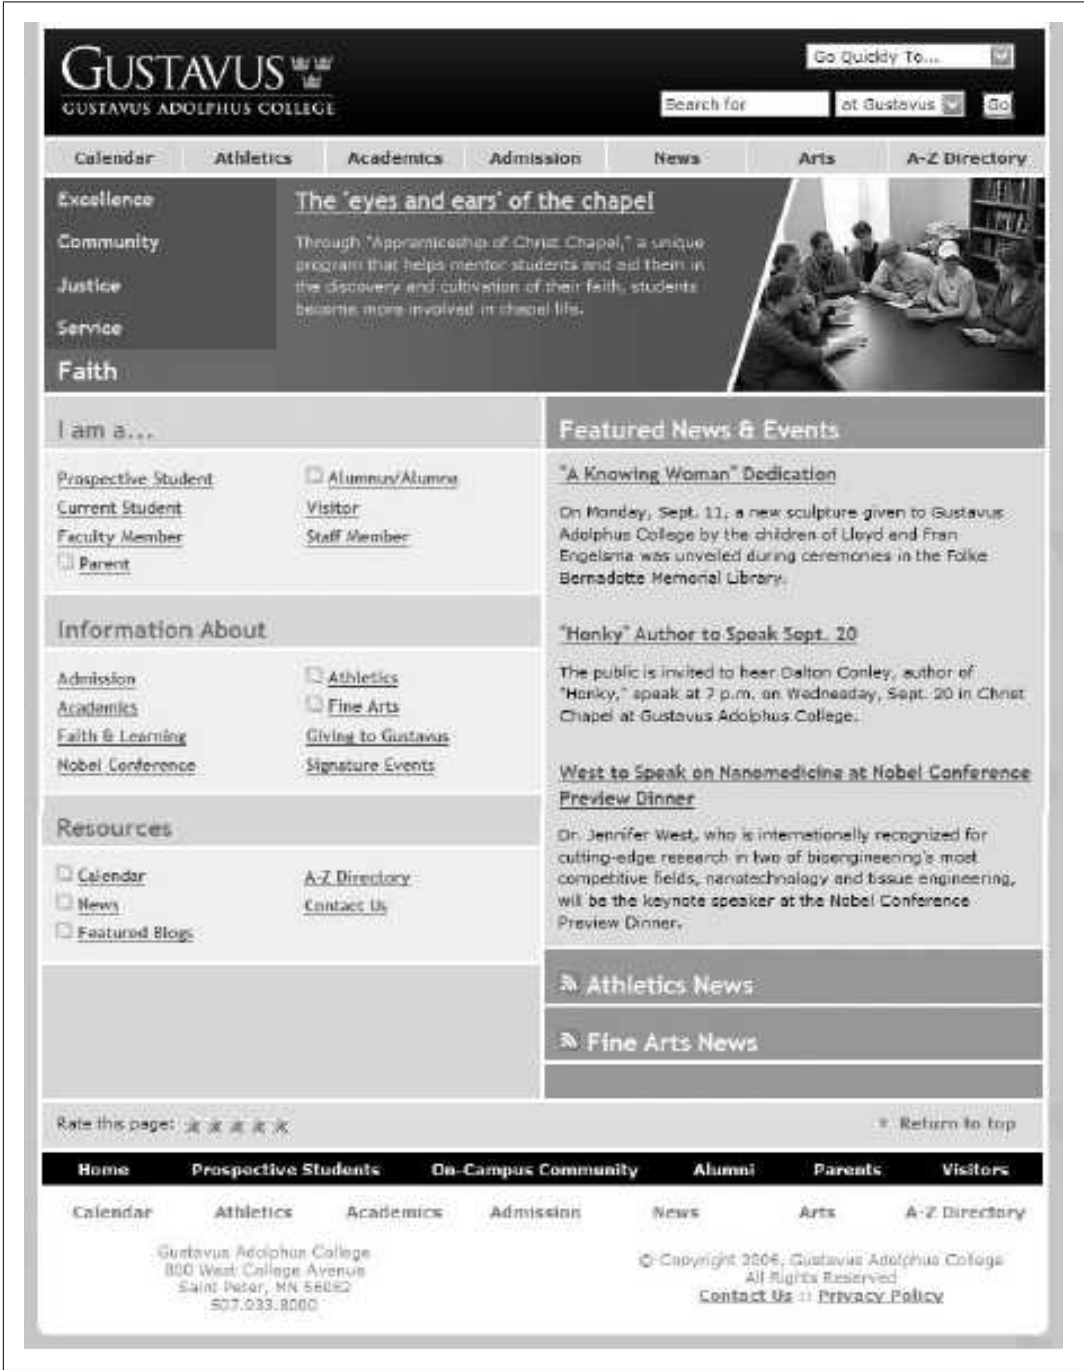 GUSTAVUS
GUSTAVUS ADOLPHUS COLLEGE
Go Quickly To...
Search for
at Gustavus
Go
Calendar Athletics Academics Admission News Arts A-Z Directory
Excellence
Community
Justice
Service
Faith
The 'eyes and ears' of the chapel
Through "Apprenticeship of Christ Chapel," a unique
program that helps mentor students and aid them in
the discovery and cultivation of their faith, students
become more involved in chapel life.
I am a...
Prospective Student
Current Student
Faculty Member
Parent
Alumnus/Alumna
Visitor
Staff Member
Information About
Admission
Academics
Faith & Learning
Nobel Conference
Athletics
Fine Arts
Giving to Gustavus
Signature Events
Resources
Calendar
News
Featured Blogs
A-Z Directory
Contact Us
Featured News & Events
"A Knowing Woman" Dedication
On Monday, Sept. 11, a new sculpture given to Gustavus
Adolphus College by the children of Lloyd and Fran
Engelsma was unveiled during ceremonies in the Folke
Bernadotte Memorial Library.
"Honky" Author to Speak Sept. 20
The public is invited to hear Dalton Conley, author of
"Honky," speak at 7 p.m. on Wednesday, Sept. 20 in Christ
Chapel at Gustavus Adolphus College.
West to Speak on Nanomedicine at Nobel Conference
Preview Dinner
Dr. Jennifer West, who is internationally recognized for
cutting-edge research in two of bioengineering's most
competitive fields, nanotechnology and tissue engineering,
will be the keynote speaker at the Nobel Conference
Preview Dinner.
Athletics News
Fine Arts News
Rate this page:
Return to top
Home Prospective Students On-Campus Community Alumni Parents Visitors
Calendar Athletics Academics Admission News Arts A-Z Directory
Gustavus Adolphus College
800 West College Avenue
Saint Peter, MN 56082
507.933.8000
© Copyright 2006, Gustavus Adolphus College
All Rights Reserved
Contact Us :: Privacy Policy